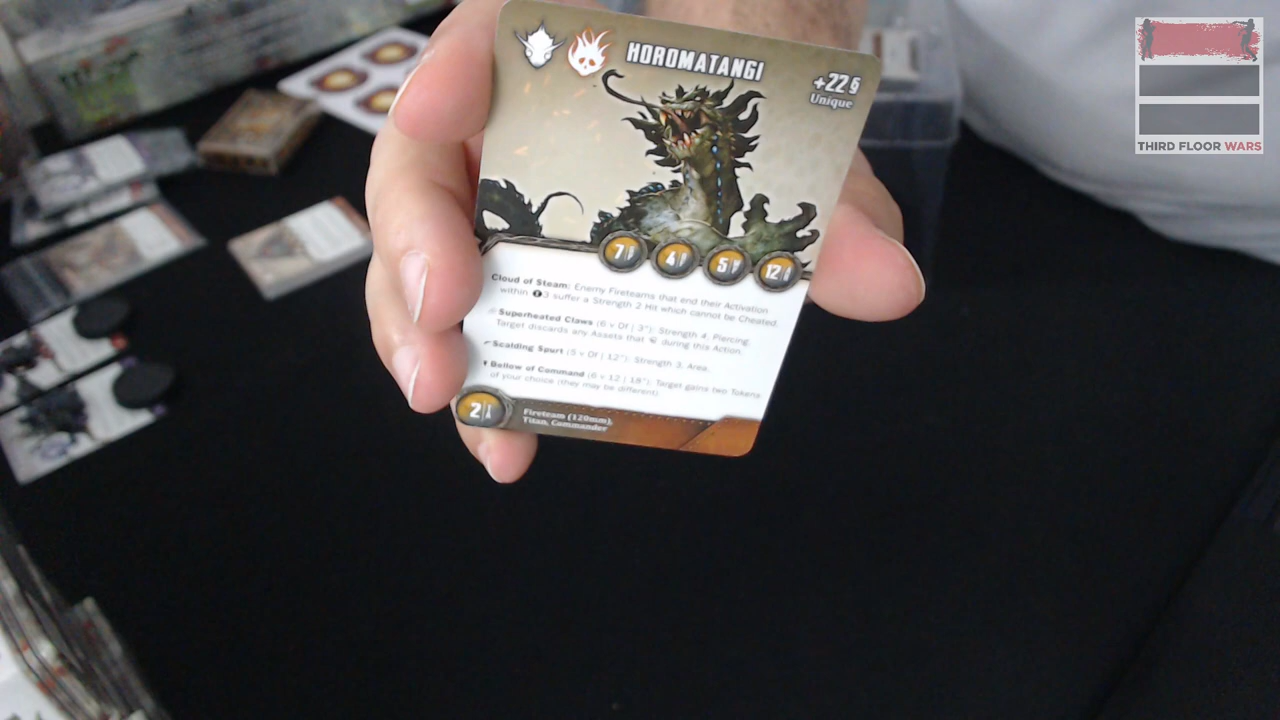 HOROMATANGI
+22
Unique
7 4 5 12
Cloud of Steam: Enemy Fireteams that end their Activation
within 3 suffer a Strength 2 Hit which cannot be Cheated.
Superheated Claws (6 v Df | 3"): Strength 4, Piercing.
Target discards any Assets that during this Action.
Scalding Spurt (5 v Df | 12"): Strength 3, Area.
Bellow of Command (6 v 12 | 18"): Target gains two Tokens
of your choice (they may be different).
2
Fireteam (120mm),
Titan, Commander
THIRD FLOOR WARS